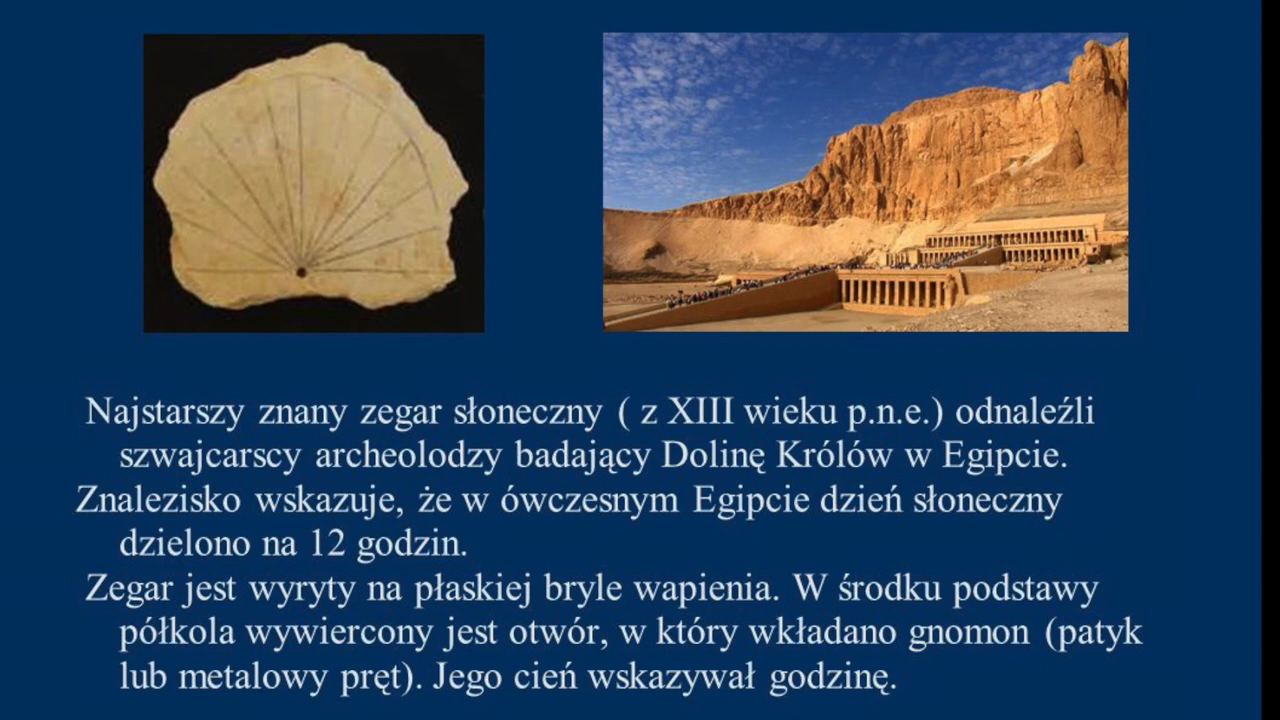 Najstarszy znany zegar słoneczny ( z XIII wieku p.n.e.) odnaleźli
szwajcarscy archeolodzy badający Dolinę Królów w Egipcie.
Znalezisko wskazuje, że w ówczesnym Egipcie dzień słoneczny
dzielono na 12 godzin.
Zegar jest wyryty na płaskiej bryle wapienia. W środku podstawy
półkola wywiercony jest otwór, w który wkładano gnomon (patyk
lub metalowy pręt). Jego cień wskazywał godzinę.